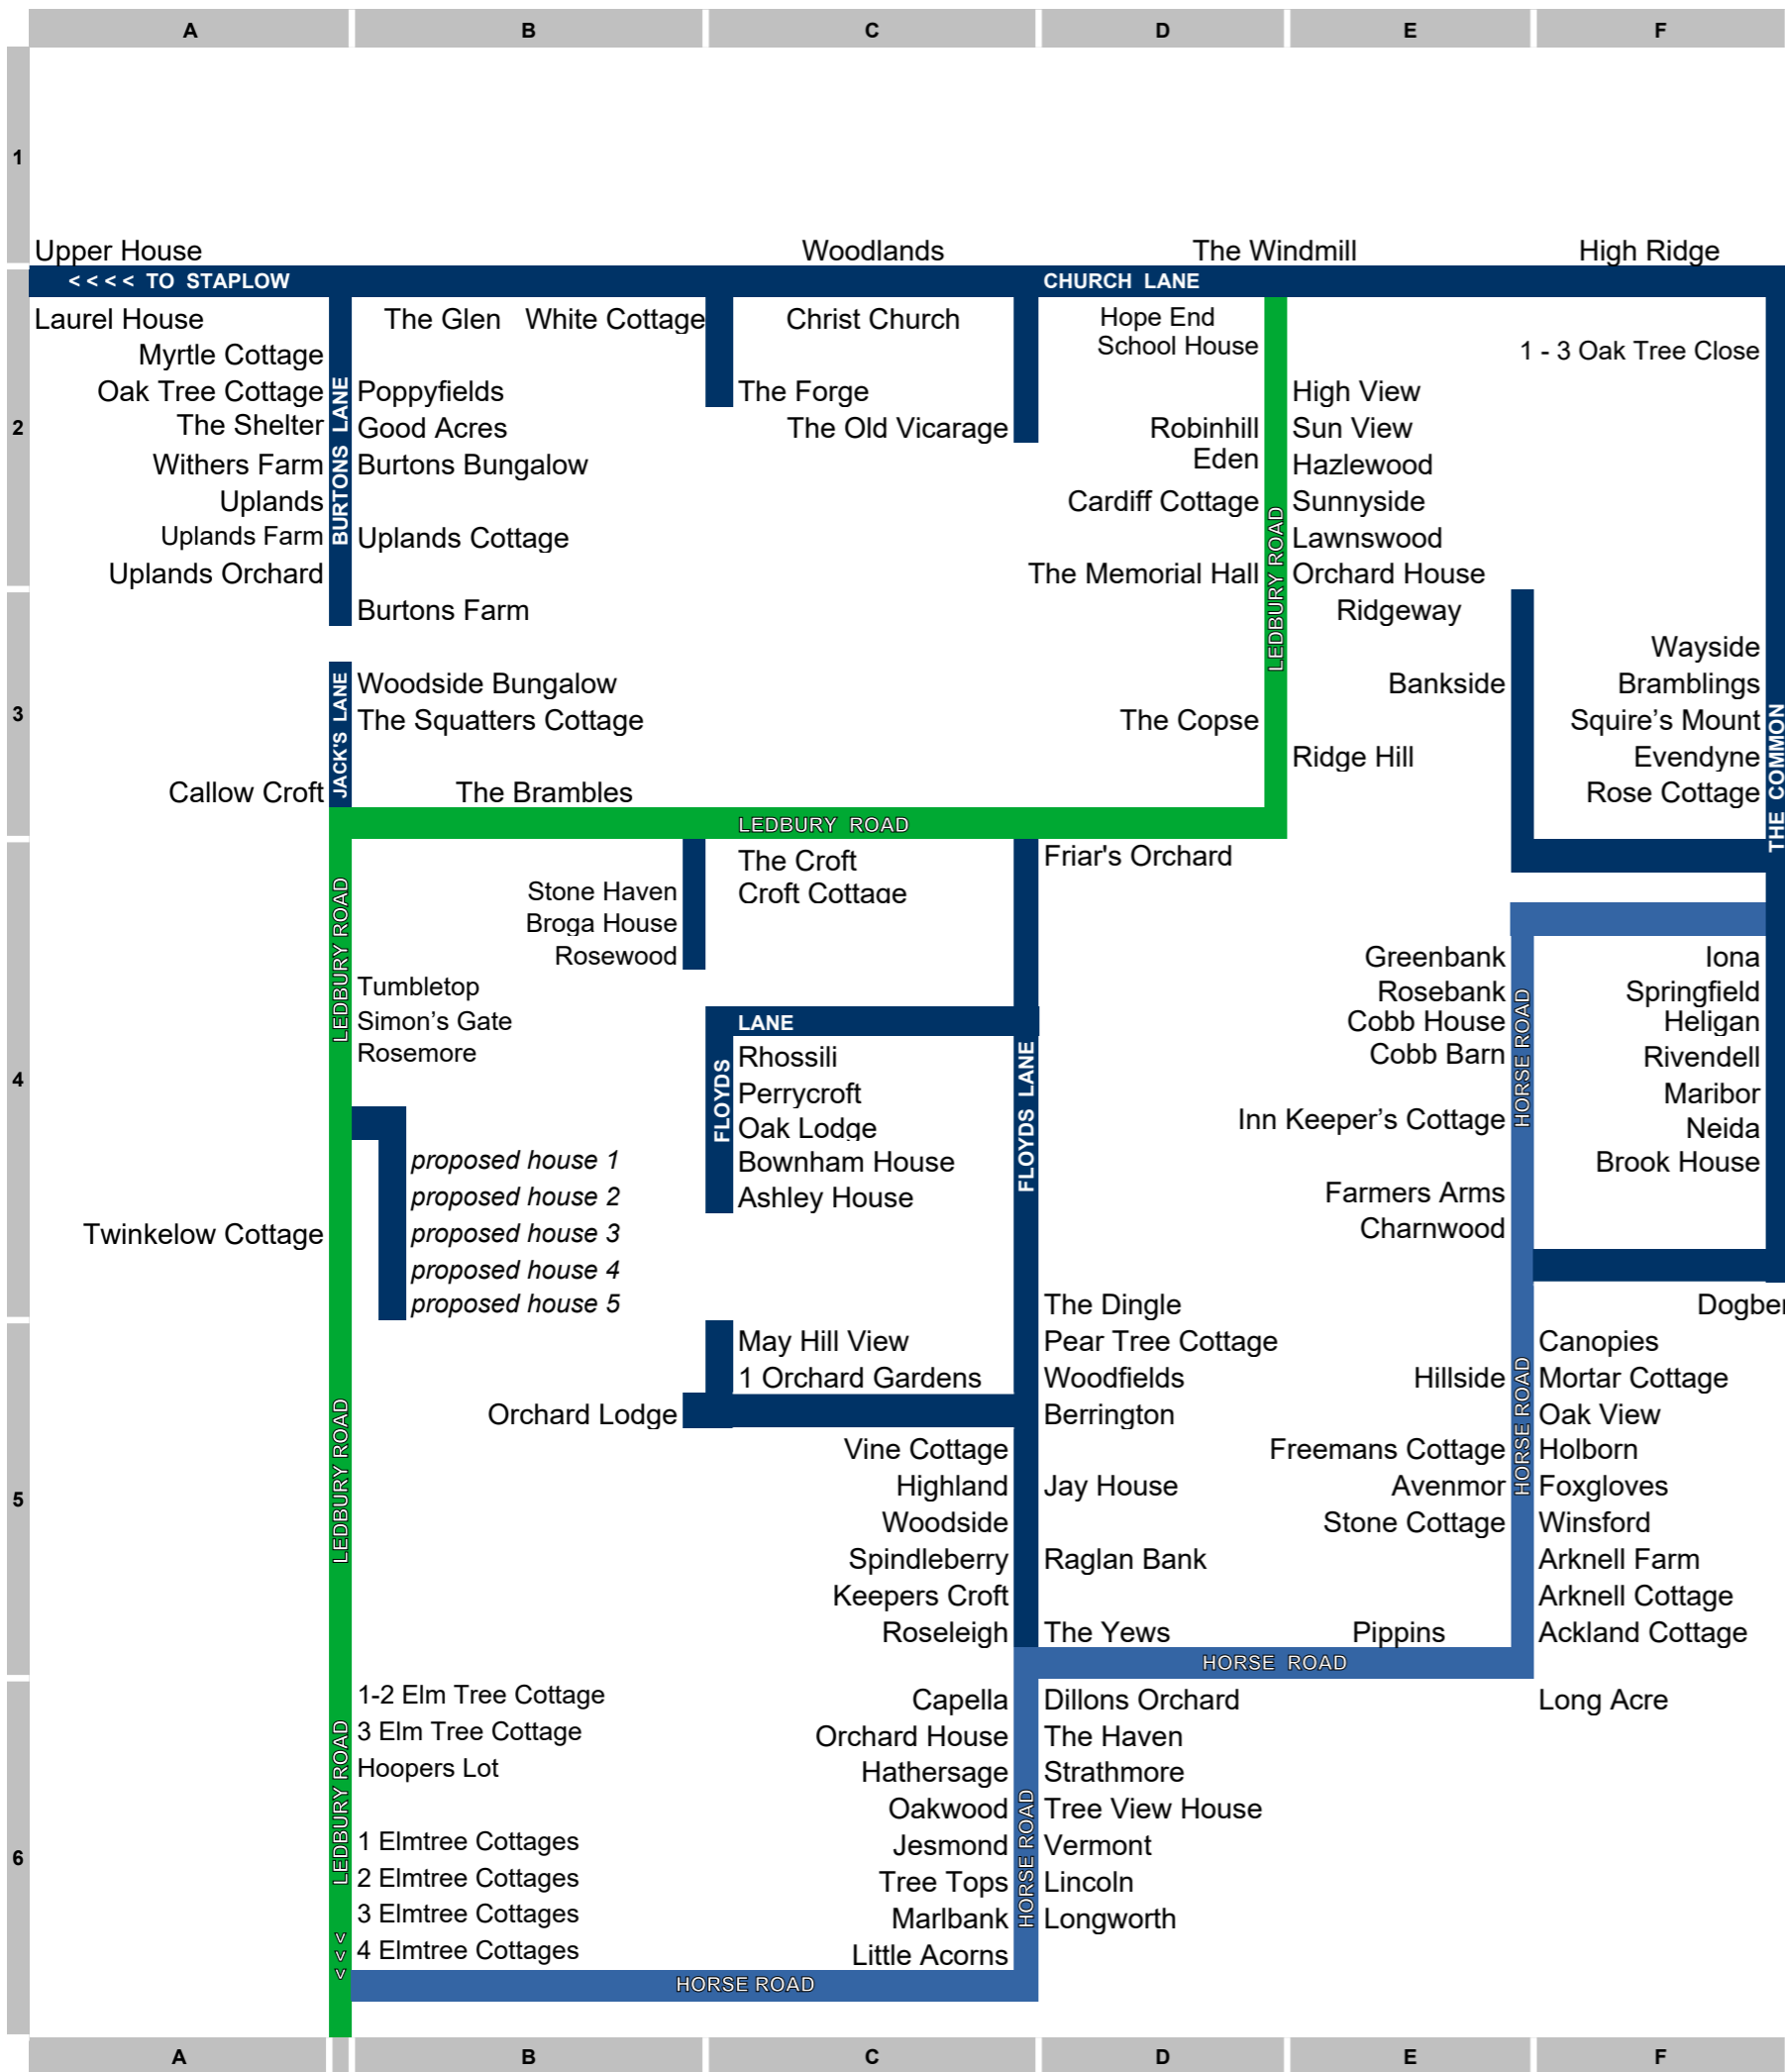 A B C D E F
1
Upper House Woodlands The Windmill High Ridge
< < < < TO STAPLOW CHURCH LANE
Laurel House The Glen White Cottage Christ Church Hope End
School House
Myrtle Cottage 1 - 3 Oak Tree Close
Oak Tree Cottage Poppyfields The Forge High View
The Shelter Good Acres The Old Vicarage Robinhill Sun View
2
Withers Farm Burtons Bungalow Eden Hazlewood
Uplands Cardiff Cottage Sunnyside
Uplands Farm Uplands Cottage Lawnswood
Uplands Orchard The Memorial Hall Orchard House
BURTONS LANE
LEDBURY ROAD
Burtons Farm Ridgeway
Wayside
Woodside Bungalow Bankside Bramblings
3
The Squatters Cottage The Copse Squire's Mount
Ridge Hill Evendyne
Callow Croft The Brambles Rose Cottage
JACK'S LANE
THE COMMON
LEDBURY ROAD
The Croft Friar's Orchard
Stone Haven Croft Cottage
Broga House
Rosewood Greenbank Iona
LEDBURY ROAD
Tumbletop Rosebank Springfield
Simon's Gate LANE Cobb House Heligan
Rosemore Rhossili Cobb Barn Rivendell
4
Perrycroft Maribor
Oak Lodge Inn Keeper's Cottage Neida
FLOYDS
FLOYDS LANE
HORSE ROAD
proposed house 1 Bownham House Brook House
proposed house 2 Ashley House Farmers Arms
Twinkelow Cottage proposed house 3 Charnwood
proposed house 4
proposed house 5 The Dingle Dogber
May Hill View Pear Tree Cottage Canopies
1 Orchard Gardens Woodfields Hillside Mortar Cottage
Orchard Lodge Berrington Oak View
Vine Cottage Freemans Cottage Holborn
LEDBURY ROAD
HORSE ROAD
5
Highland Jay House Avenmor Foxgloves
Woodside Stone Cottage Winsford
Spindleberry Raglan Bank Arknell Farm
Keepers Croft Arknell Cottage
Roseleigh The Yews Pippins Ackland Cottage
HORSE ROAD
1-2 Elm Tree Cottage Capella Dillons Orchard Long Acre
3 Elm Tree Cottage Orchard House The Haven
Hoopers Lot Hathersage Strathmore
Oakwood Tree View House
LEDBURY ROAD
HORSE ROAD
6
1 Elmtree Cottages Jesmond Vermont
2 Elmtree Cottages Tree Tops Lincoln
3 Elmtree Cottages Marlbank Longworth
< < <
4 Elmtree Cottages Little Acorns
HORSE ROAD
A B C D E F